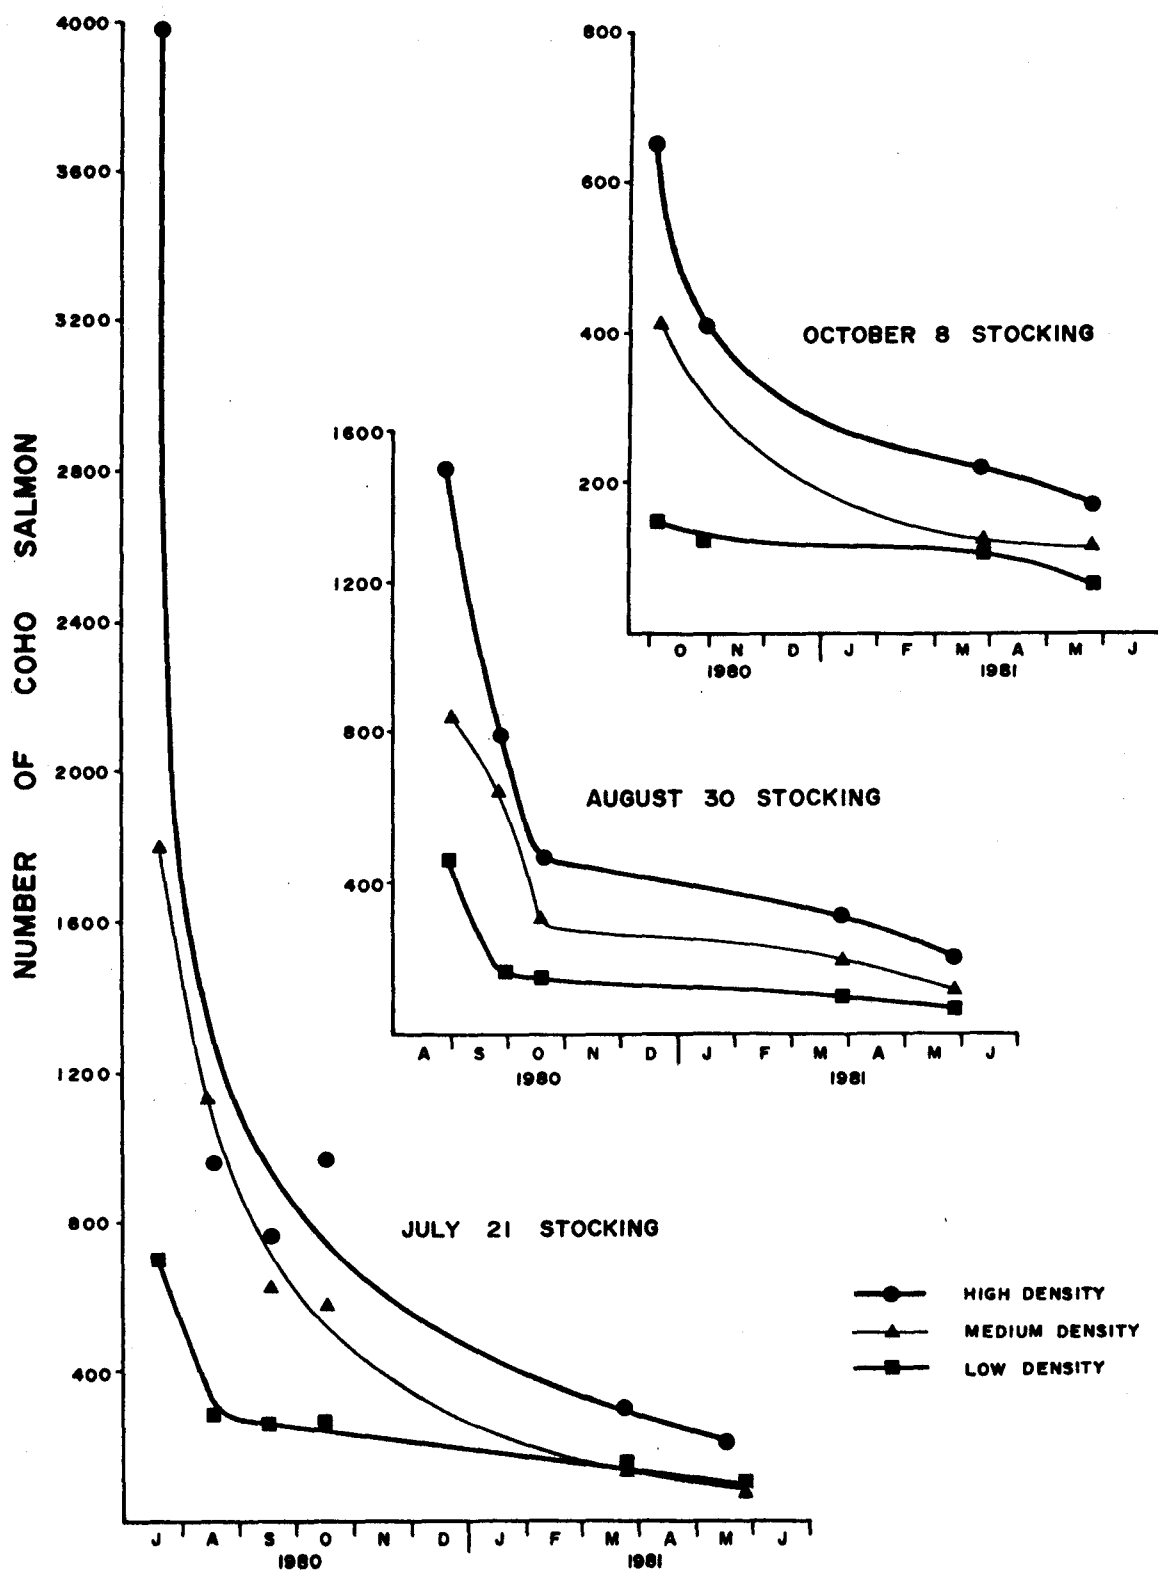 NUMBER OF COHO SALMON
4000
3600
3200
2800
2400
2000
1600
1200
800
400
J A S O N D J F M A M J
1980 1981
JULY 21 STOCKING
1600
1200
800
400
A S O N D J F M A M J
1980 1981
AUGUST 30 STOCKING
800
600
400
200
O N D J F M A M J
1980 1981
OCTOBER 8 STOCKING
HIGH DENSITY
MEDIUM DENSITY
LOW DENSITY